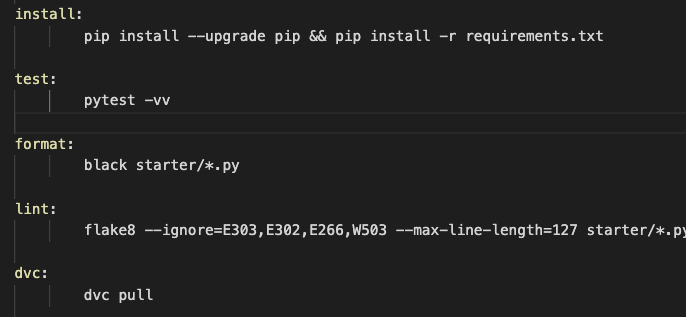 install:
pip install --upgrade pip && pip install -r requirements.txt
test:
pytest -vv
format:
black starter/*.py
lint:
flake8 --ignore=E303,E302,E266,W503 --max-line-length=127 starter/*.py
dvc:
dvc pull